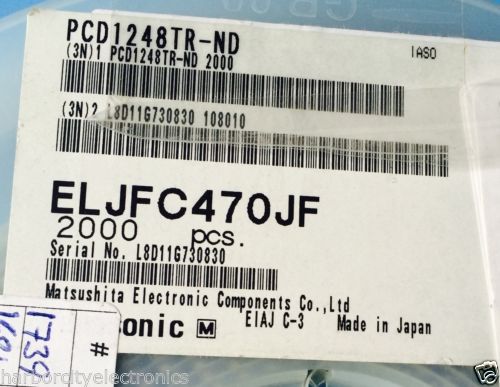 PCD1248TR-ND
(3N)1 PCD1248TR-ND 2000
IASO
(3N)2 L8D11G730830 108010
ELJFC470JF
2000 pcs.
Serial No. L8D11G730830
Matsushita Electronic Components Co.,Ltd
sonic M EIAJ C-3 Made in Japan
#
1739
harborcityelectronics